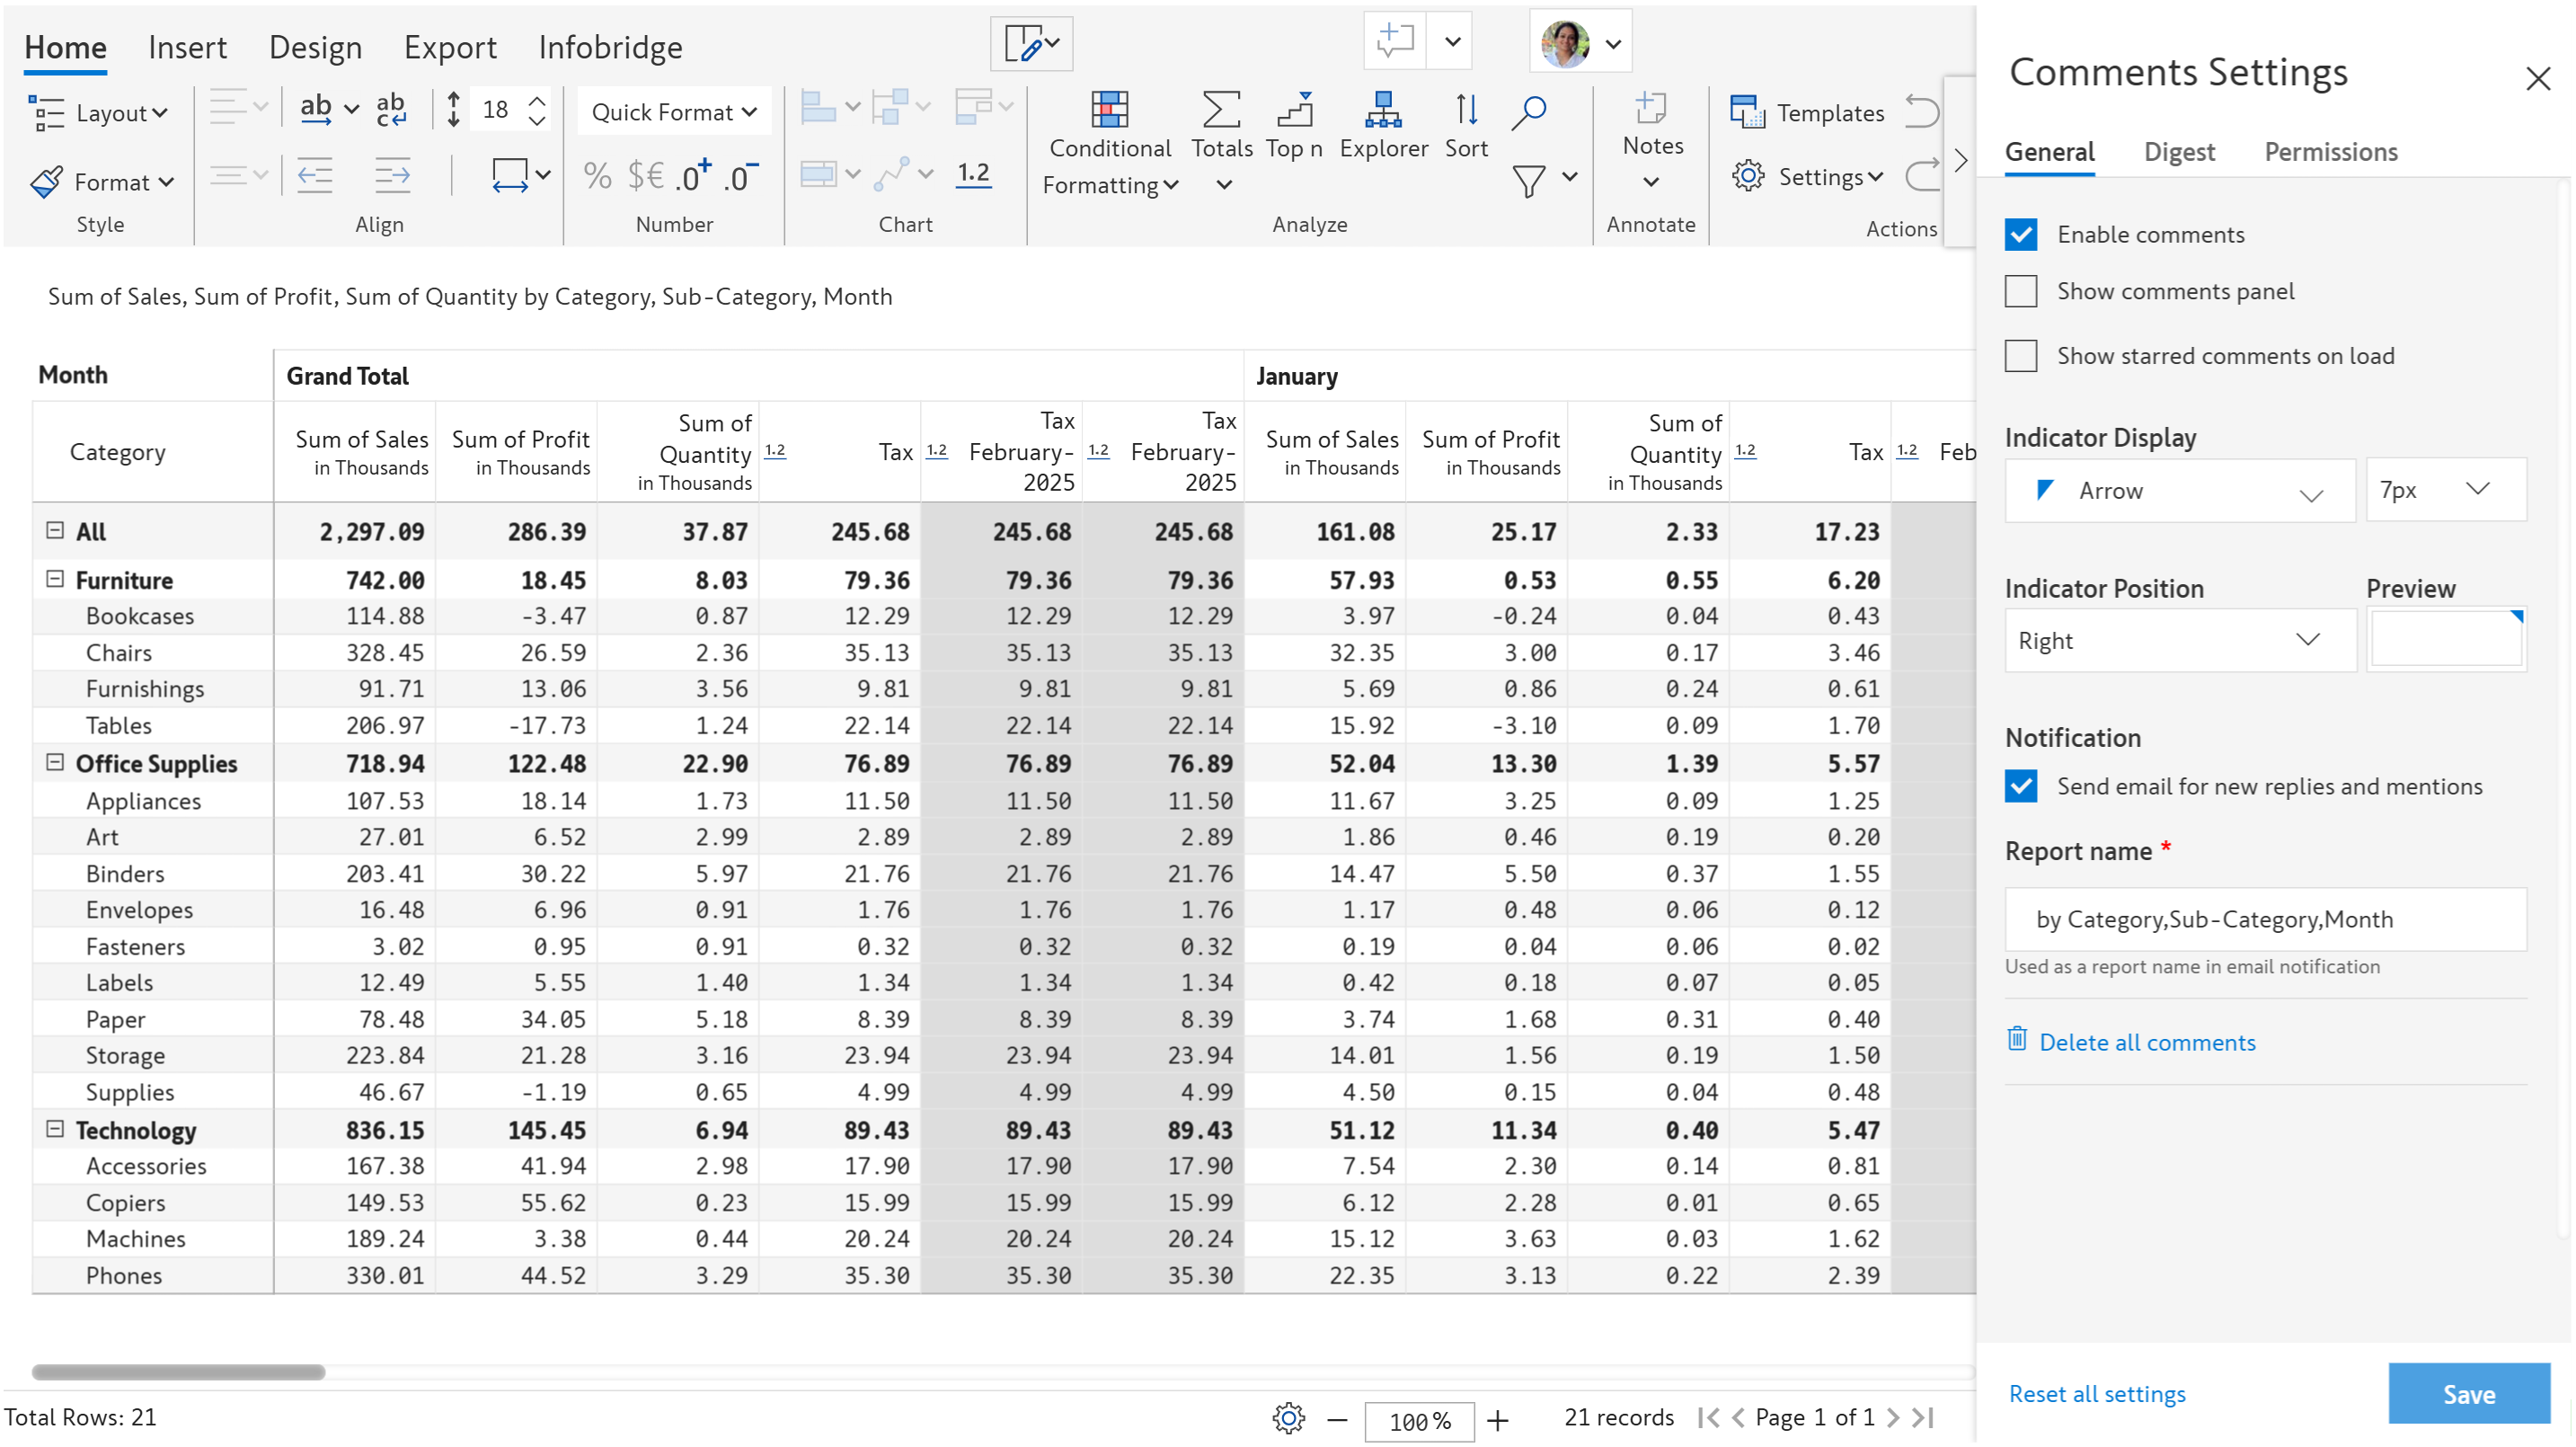 Home Insert Design Export Infobridge
Layout ab ab c 18 Quick Format
Format % $€ .0+ .0- 1.2
Conditional Formatting Totals Top n Explorer Sort
Notes
Templates
Settings
Style Align Number Chart Analyze Annotate Actions
Sum of Sales, Sum of Profit, Sum of Quantity by Category, Sub-Category, Month
Month Grand Total January
Category Sum of Sales in Thousands Sum of Profit in Thousands Sum of Quantity in Thousands 1.2 Tax 1.2 Tax February-2025 1.2 Tax February-2025 Sum of Sales in Thousands Sum of Profit in Thousands Sum of Quantity in Thousands 1.2 Tax 1.2 Feb
All 2,297.09 286.39 37.87 245.68 245.68 245.68 161.08 25.17 2.33 17.23
Furniture 742.00 18.45 8.03 79.36 79.36 79.36 57.93 0.53 0.55 6.20
Bookcases 114.88 -3.47 0.87 12.29 12.29 12.29 3.97 -0.24 0.04 0.43
Chairs 328.45 26.59 2.36 35.13 35.13 35.13 32.35 3.00 0.17 3.46
Furnishings 91.71 13.06 3.56 9.81 9.81 9.81 5.69 0.86 0.24 0.61
Tables 206.97 -17.73 1.24 22.14 22.14 22.14 15.92 -3.10 0.09 1.70
Office Supplies 718.94 122.48 22.90 76.89 76.89 76.89 52.04 13.30 1.39 5.57
Appliances 107.53 18.14 1.73 11.50 11.50 11.50 11.67 3.25 0.09 1.25
Art 27.01 6.52 2.99 2.89 2.89 2.89 1.86 0.46 0.19 0.20
Binders 203.41 30.22 5.97 21.76 21.76 21.76 14.47 5.50 0.37 1.55
Envelopes 16.48 6.96 0.91 1.76 1.76 1.76 1.17 0.48 0.06 0.12
Fasteners 3.02 0.95 0.91 0.32 0.32 0.32 0.19 0.04 0.06 0.02
Labels 12.49 5.55 1.40 1.34 1.34 1.34 0.42 0.18 0.07 0.05
Paper 78.48 34.05 5.18 8.39 8.39 8.39 3.74 1.68 0.31 0.40
Storage 223.84 21.28 3.16 23.94 23.94 23.94 14.01 1.56 0.19 1.50
Supplies 46.67 -1.19 0.65 4.99 4.99 4.99 4.50 0.15 0.04 0.48
Technology 836.15 145.45 6.94 89.43 89.43 89.43 51.12 11.34 0.40 5.47
Accessories 167.38 41.94 2.98 17.90 17.90 17.90 7.54 2.30 0.14 0.81
Copiers 149.53 55.62 0.23 15.99 15.99 15.99 6.12 2.28 0.01 0.65
Machines 189.24 3.38 0.44 20.24 20.24 20.24 15.12 3.63 0.03 1.62
Phones 330.01 44.52 3.29 35.30 35.30 35.30 22.35 3.13 0.22 2.39
Total Rows: 21
100%
21 records
Page 1 of 1
Comments Settings
General Digest Permissions
Enable comments
Show comments panel
Show starred comments on load
Indicator Display
Arrow 7px
Indicator Position Preview
Right
Notification
Send email for new replies and mentions
Report name *
by Category,Sub-Category,Month
Used as a report name in email notification
Delete all comments
Reset all settings Save